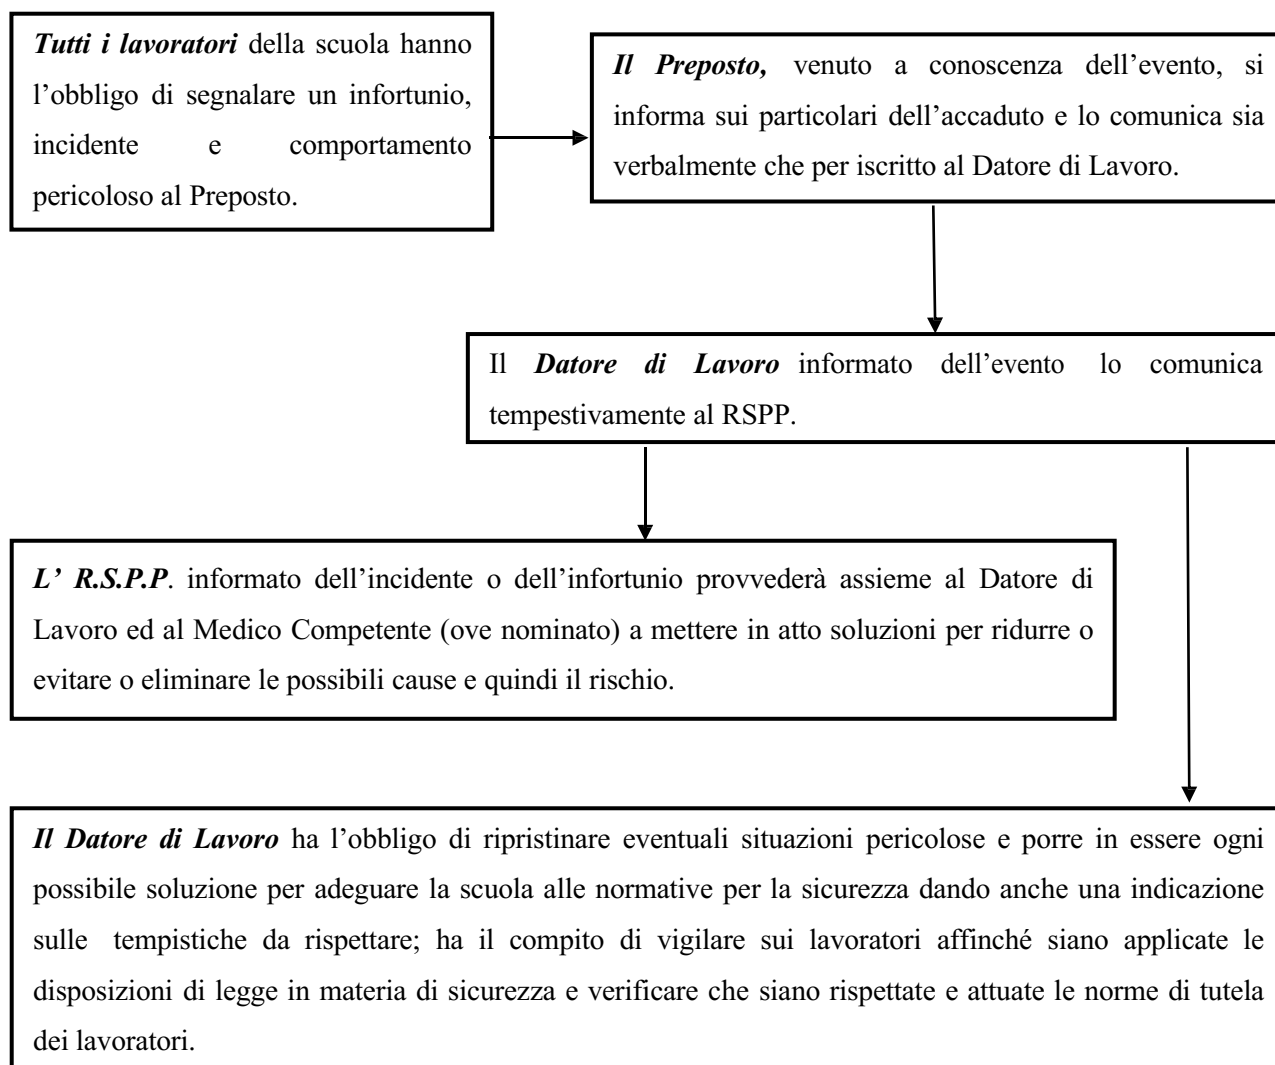 Tutti i lavoratori della scuola hanno
l’obbligo di segnalare un infortunio,
incidente e comportamento
pericoloso al Preposto.
Il Preposto, venuto a conoscenza dell’evento, si
informa sui particolari dell’accaduto e lo comunica sia
verbalmente che per iscritto al Datore di Lavoro.
Il Datore di Lavoro informato dell’evento lo comunica
tempestivamente al RSPP.
L’ R.S.P.P. informato dell’incidente o dell’infortunio provvederà assieme al Datore di
Lavoro ed al Medico Competente (ove nominato) a mettere in atto soluzioni per ridurre o
evitare o eliminare le possibili cause e quindi il rischio.
Il Datore di Lavoro ha l’obbligo di ripristinare eventuali situazioni pericolose e porre in essere ogni
possibile soluzione per adeguare la scuola alle normative per la sicurezza dando anche una indicazione
sulle tempistiche da rispettare; ha il compito di vigilare sui lavoratori affinché siano applicate le
disposizioni di legge in materia di sicurezza e verificare che siano rispettate e attuate le norme di tutela
dei lavoratori.